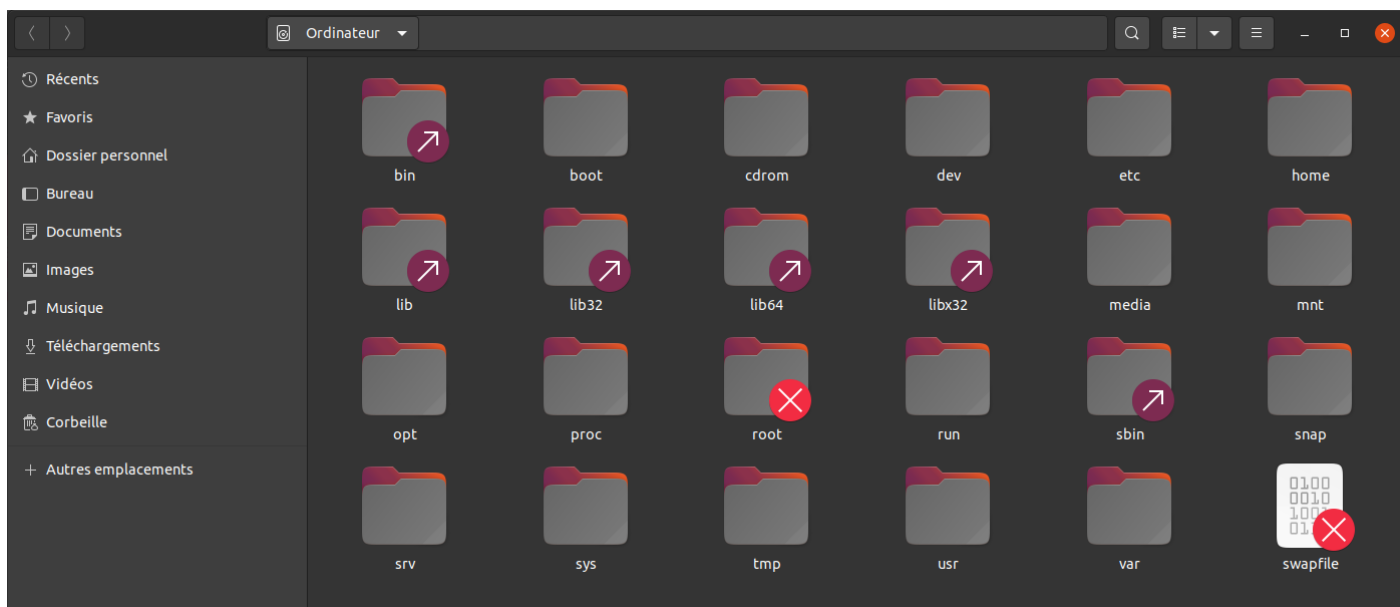 Ordinateur
Récents
Favoris
Dossier personnel
Bureau
Documents
Images
Musique
Téléchargements
Vidéos
Corbeille
+ Autres emplacements
bin boot cdrom dev etc home
lib lib32 lib64 libx32 media mnt
opt proc root run sbin snap
srv sys tmp usr var swapfile
0100
0010